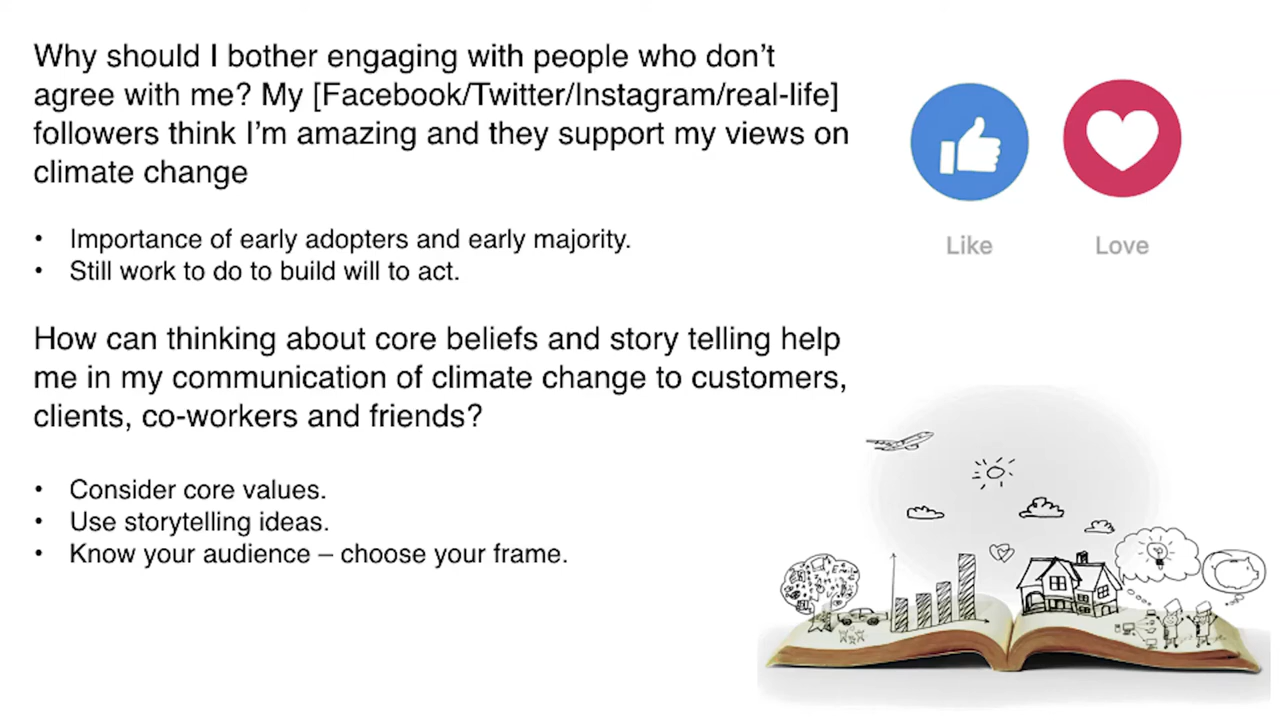 Why should I bother engaging with people who don't
agree with me? My [Facebook/Twitter/Instagram/real-life]
followers think I'm amazing and they support my views on
climate change
• Importance of early adopters and early majority.
• Still work to do to build will to act.
Like
Love
How can thinking about core beliefs and story telling help
me in my communication of climate change to customers,
clients, co-workers and friends?
• Consider core values.
• Use storytelling ideas.
• Know your audience – choose your frame.